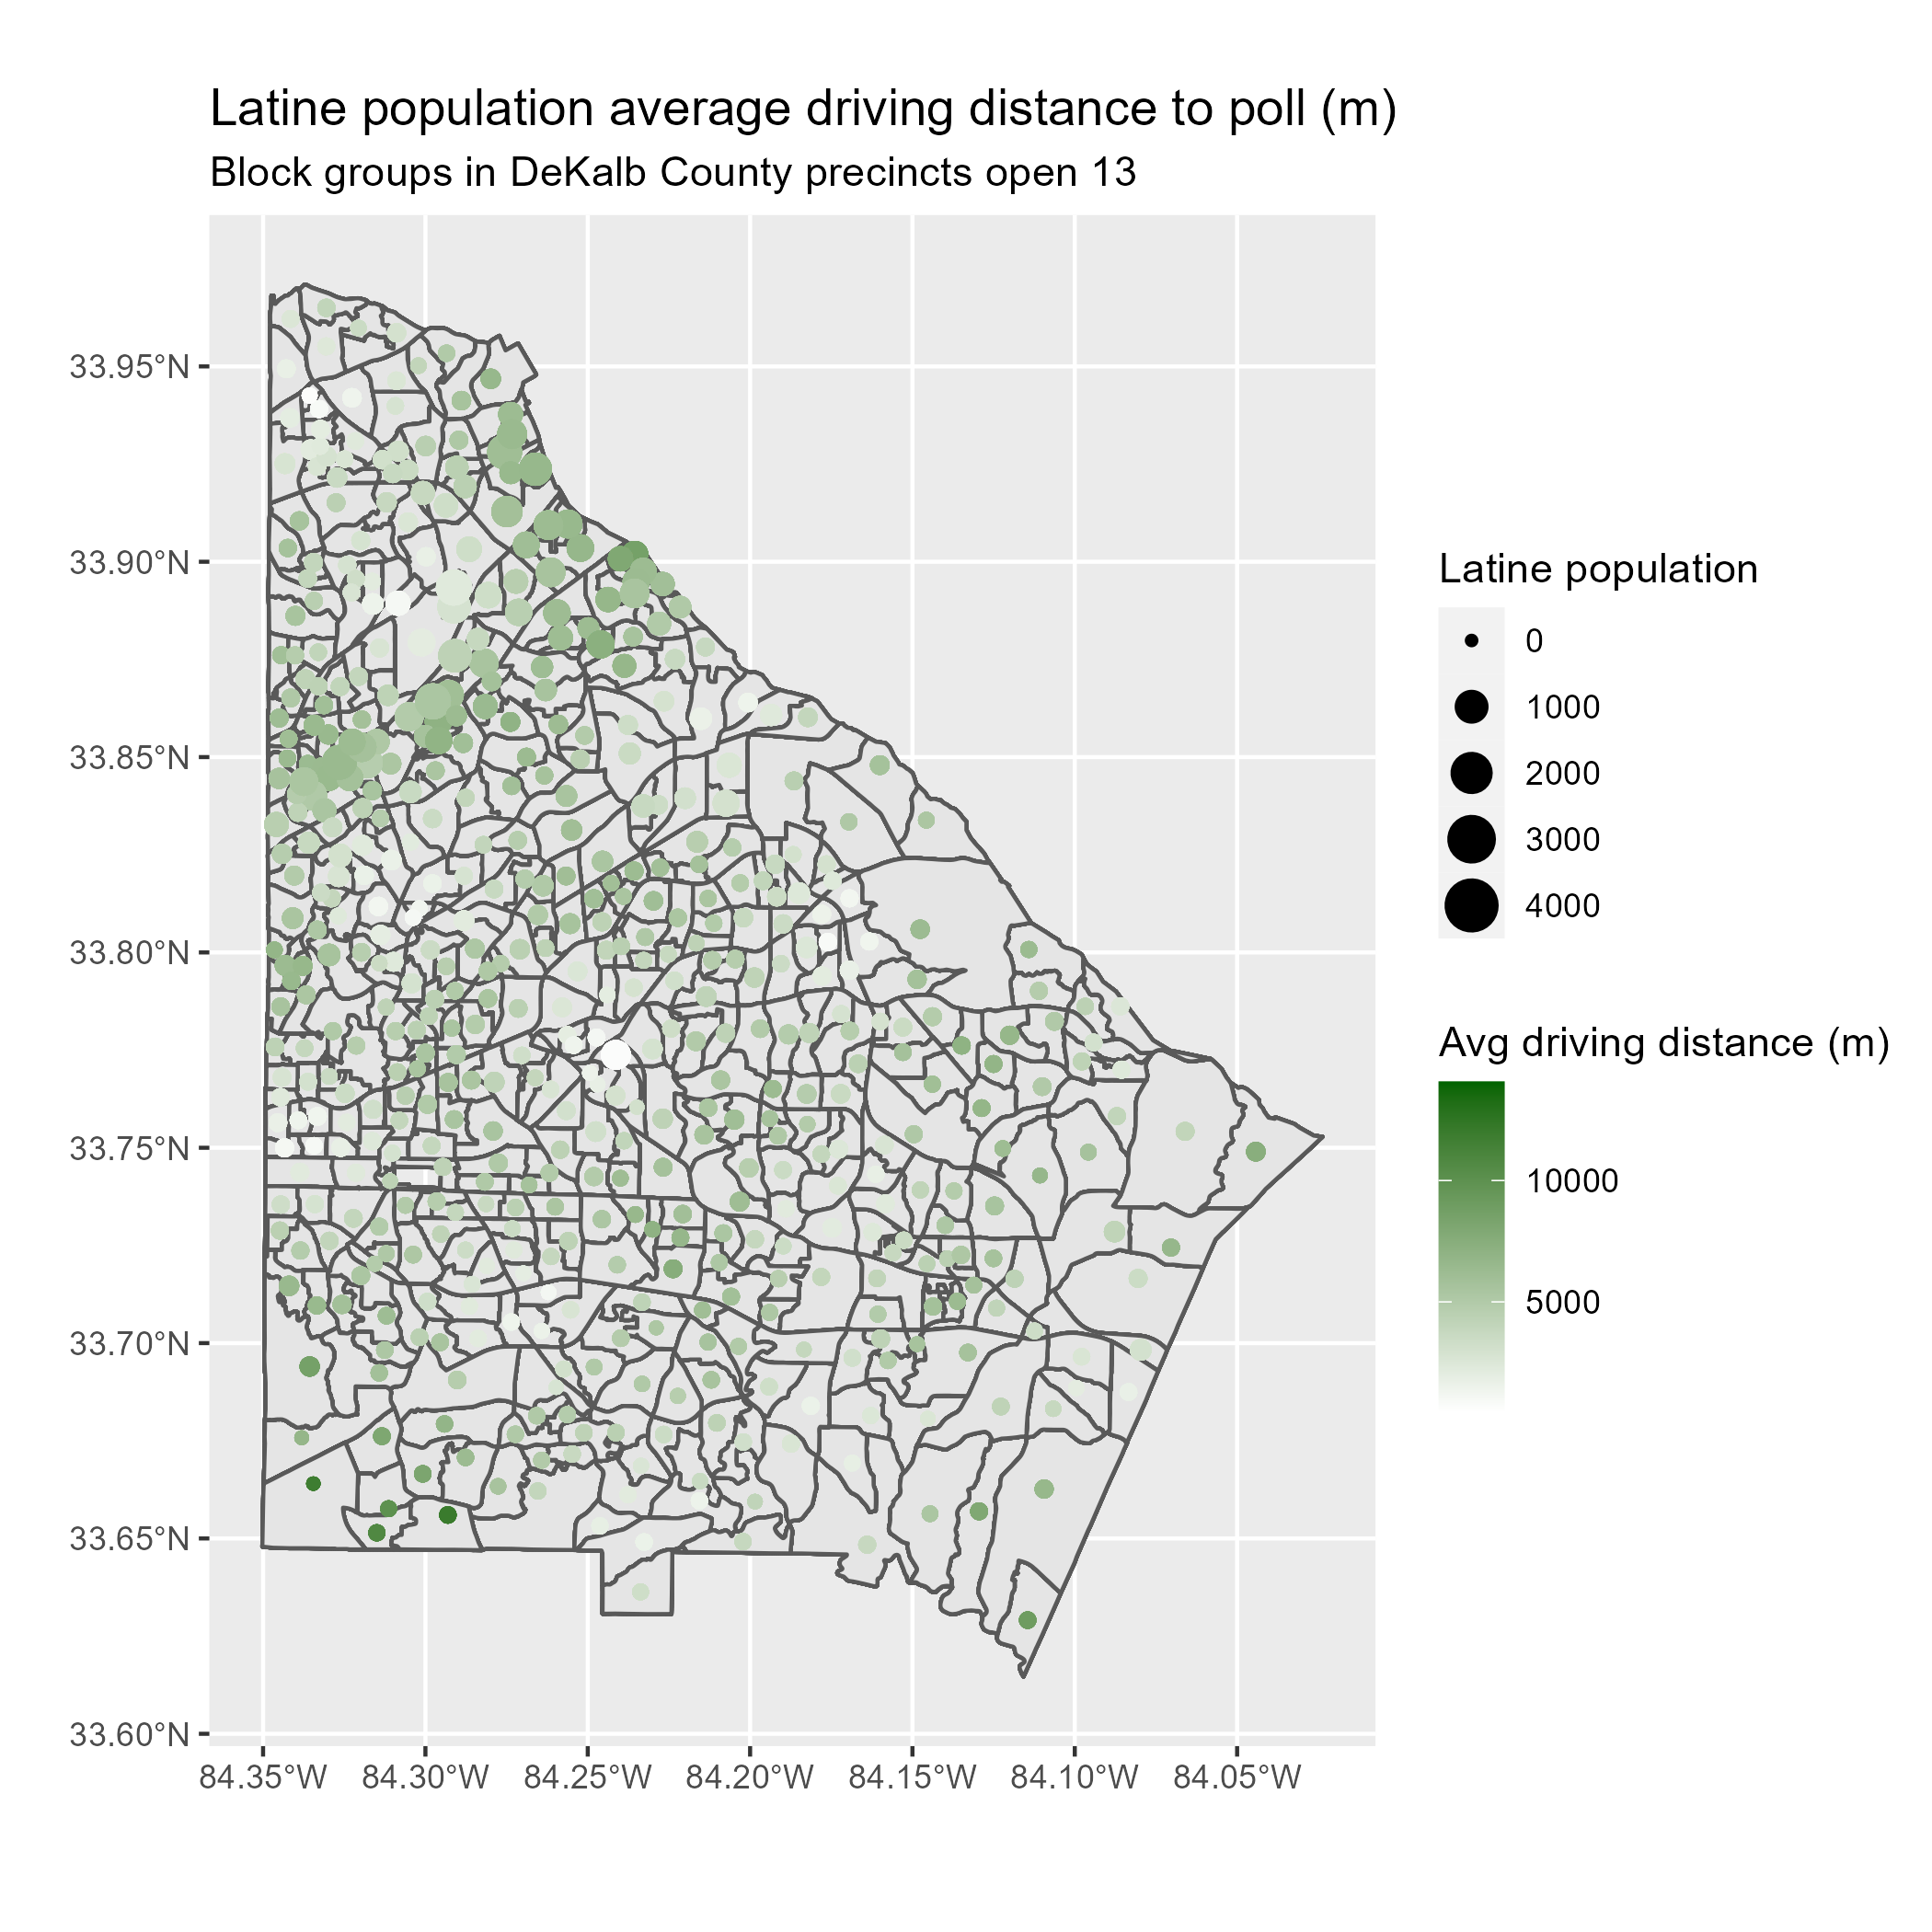 Latine population average driving distance to poll (m)
Block groups in DeKalb County precincts open 13
33.95°N
33.90°N
33.85°N
33.80°N
33.75°N
33.70°N
33.65°N
33.60°N
84.35°W 84.30°W 84.25°W 84.20°W 84.15°W 84.10°W 84.05°W
Latine population
0
1000
2000
3000
4000
Avg driving distance (m)
10000
5000